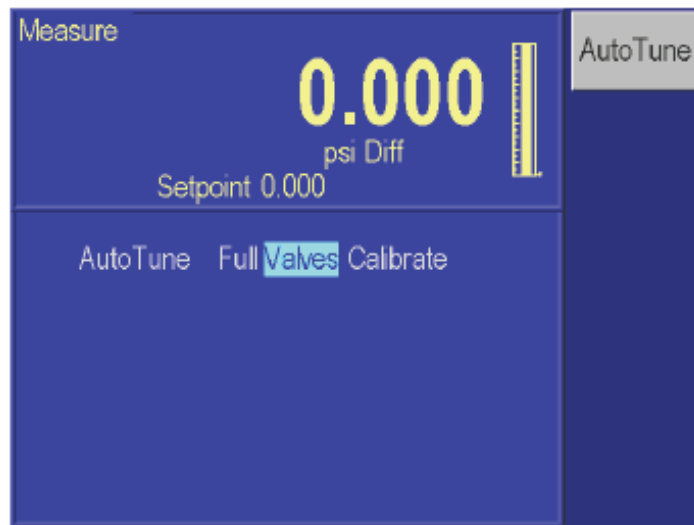 Measure
AutoTune
0.000
psi Diff
Setpoint 0.000
AutoTune Full Valves Calibrate